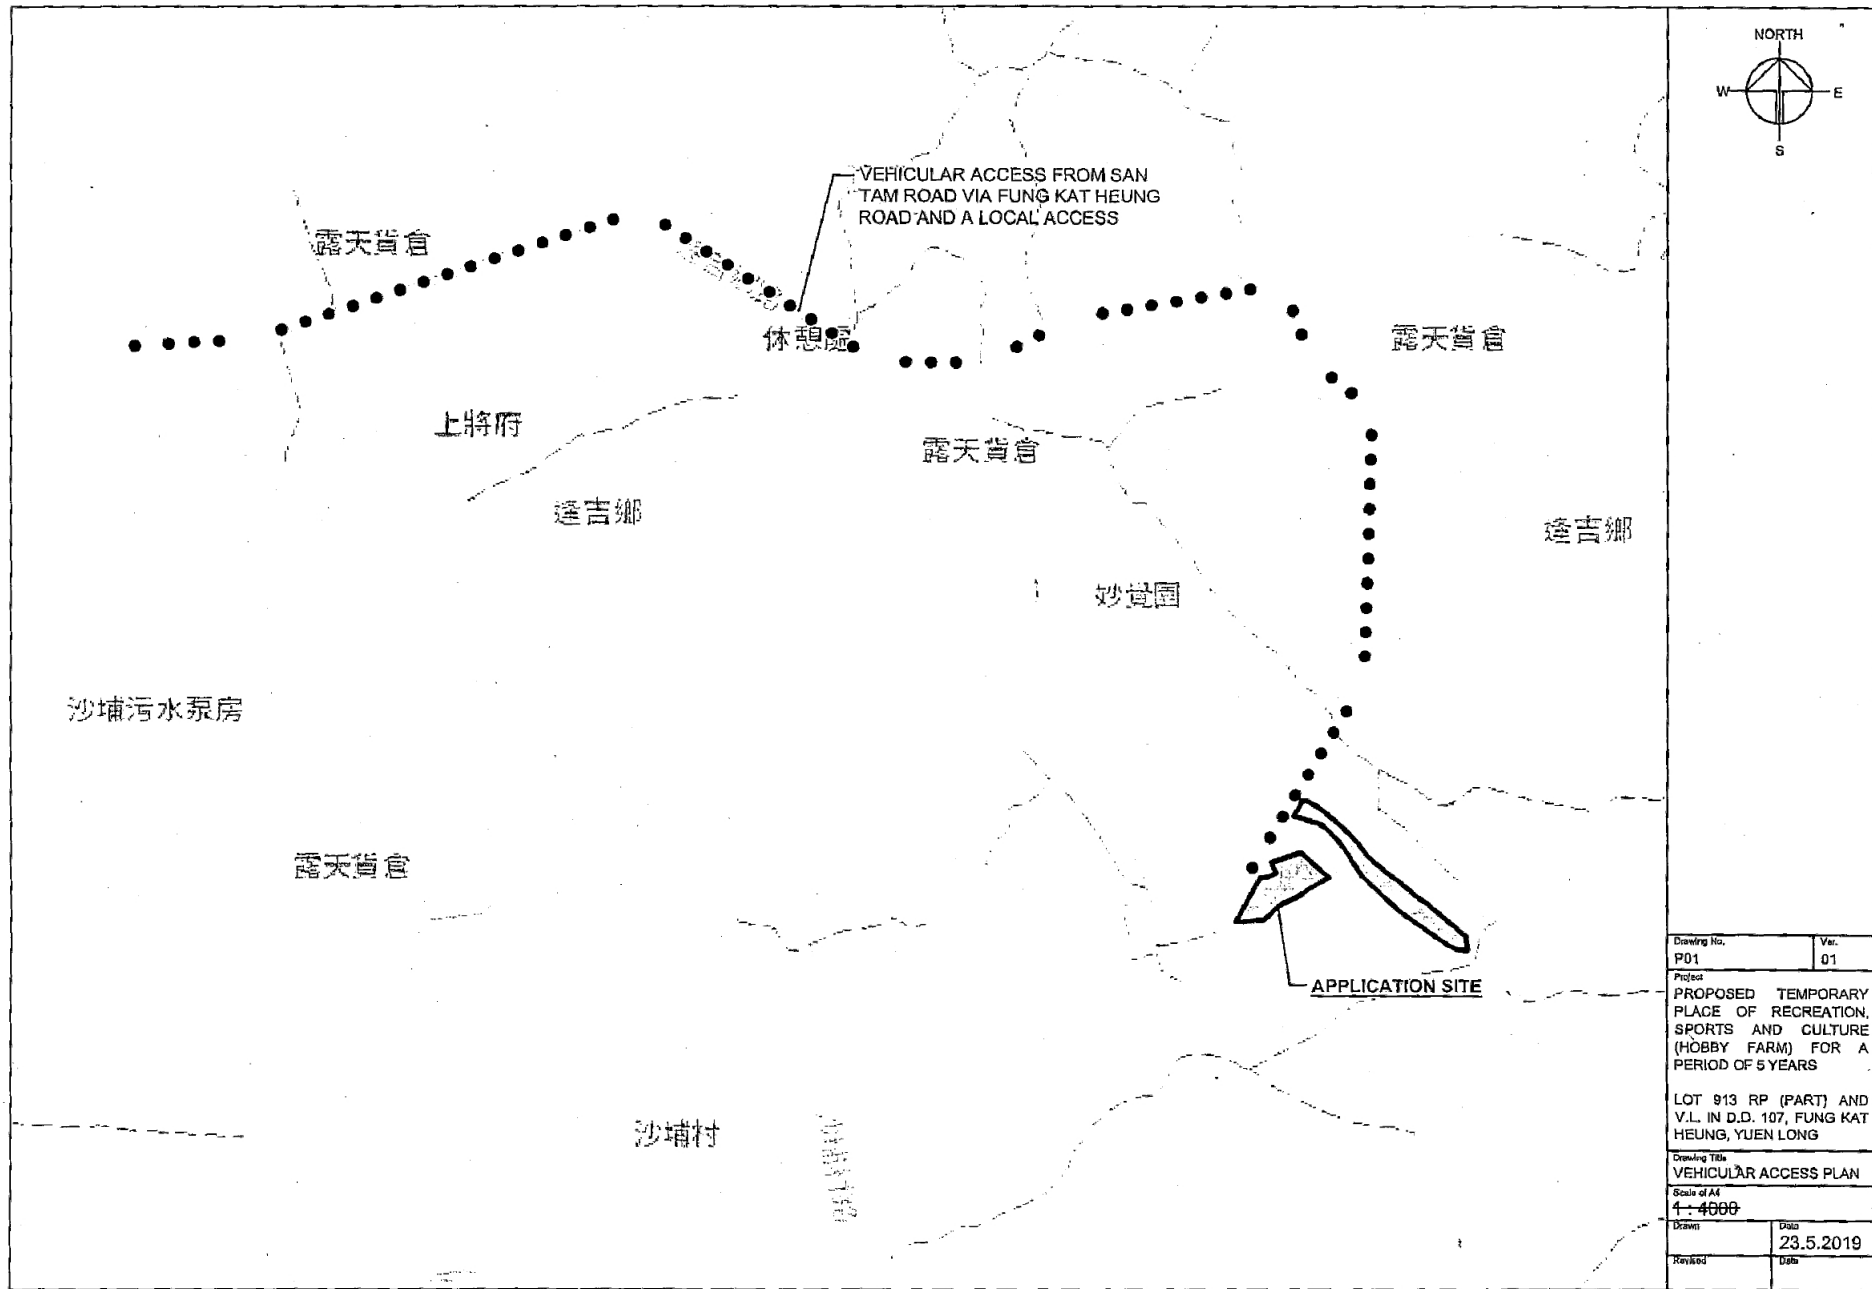 NORTH
W
E
S
VEHICULAR ACCESS FROM SAN
TAM ROAD VIA FUNG KAT HEUNG
ROAD AND A LOCAL ACCESS
露天貨倉
休憩處
露天貨倉
上將府
露天貨倉
逢吉鄉
逢吉鄉
妙覺園
沙埔污水泵房
露天貨倉
APPLICATION SITE
沙埔村
Drawing No.
P01
Ver.
01
Project
PROPOSED TEMPORARY
PLACE OF RECREATION,
SPORTS AND CULTURE
(HOBBY FARM) FOR A
PERIOD OF 5 YEARS
LOT 913 RP (PART) AND
V.L. IN D.D. 107, FUNG KAT
HEUNG, YUEN LONG
Drawing Title
VEHICULAR ACCESS PLAN
Scale of A4
1 : 4000
Drawn
Date
23.5.2019
Revised
Date